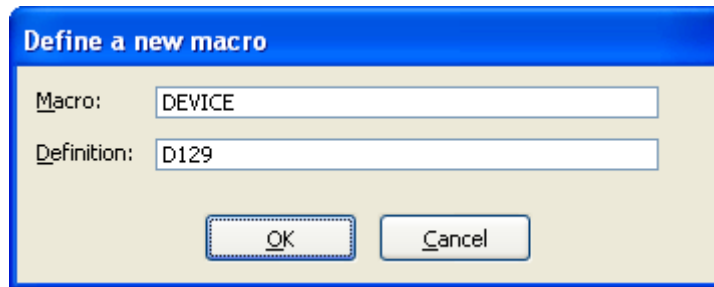 Define a new macro
Macro: DEVICE
Definition: D129
OK Cancel